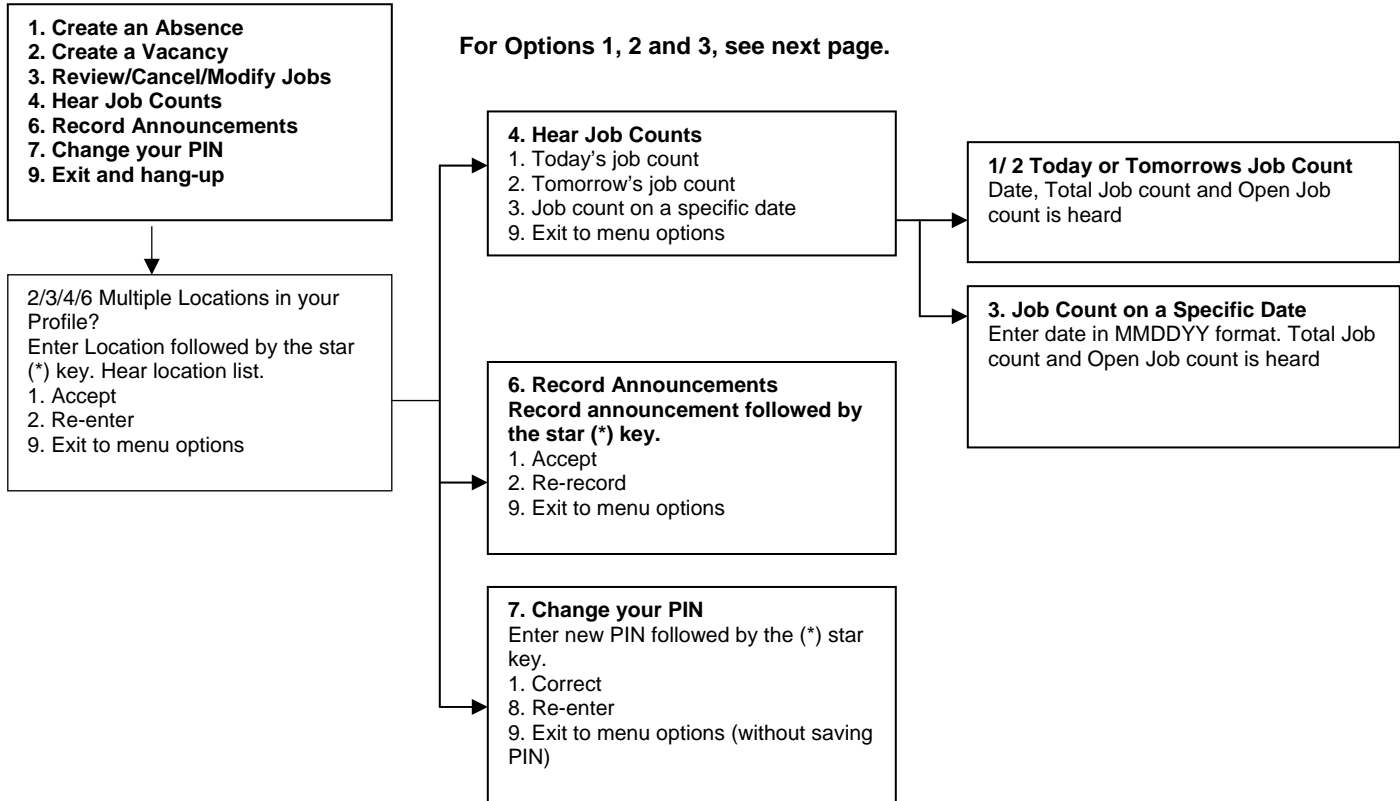 1. Create an Absence
2. Create a Vacancy
3. Review/Cancel/Modify Jobs
4. Hear Job Counts
6. Record Announcements
7. Change your PIN
9. Exit and hang-up
For Options 1, 2 and 3, see next page.
2/3/4/6 Multiple Locations in your
Profile?
Enter Location followed by the star
(*) key. Hear location list.
1. Accept
2. Re-enter
9. Exit to menu options
4. Hear Job Counts
1. Today's job count
2. Tomorrow's job count
3. Job count on a specific date
9. Exit to menu options
1/ 2 Today or Tomorrows Job Count
Date, Total Job count and Open Job
count is heard
3. Job Count on a Specific Date
Enter date in MMDDYY format. Total Job
count and Open Job count is heard
6. Record Announcements
Record announcement followed by
the star (*) key.
1. Accept
2. Re-record
9. Exit to menu options
7. Change your PIN
Enter new PIN followed by the (*) star
key.
1. Correct
8. Re-enter
9. Exit to menu options (without saving
PIN)